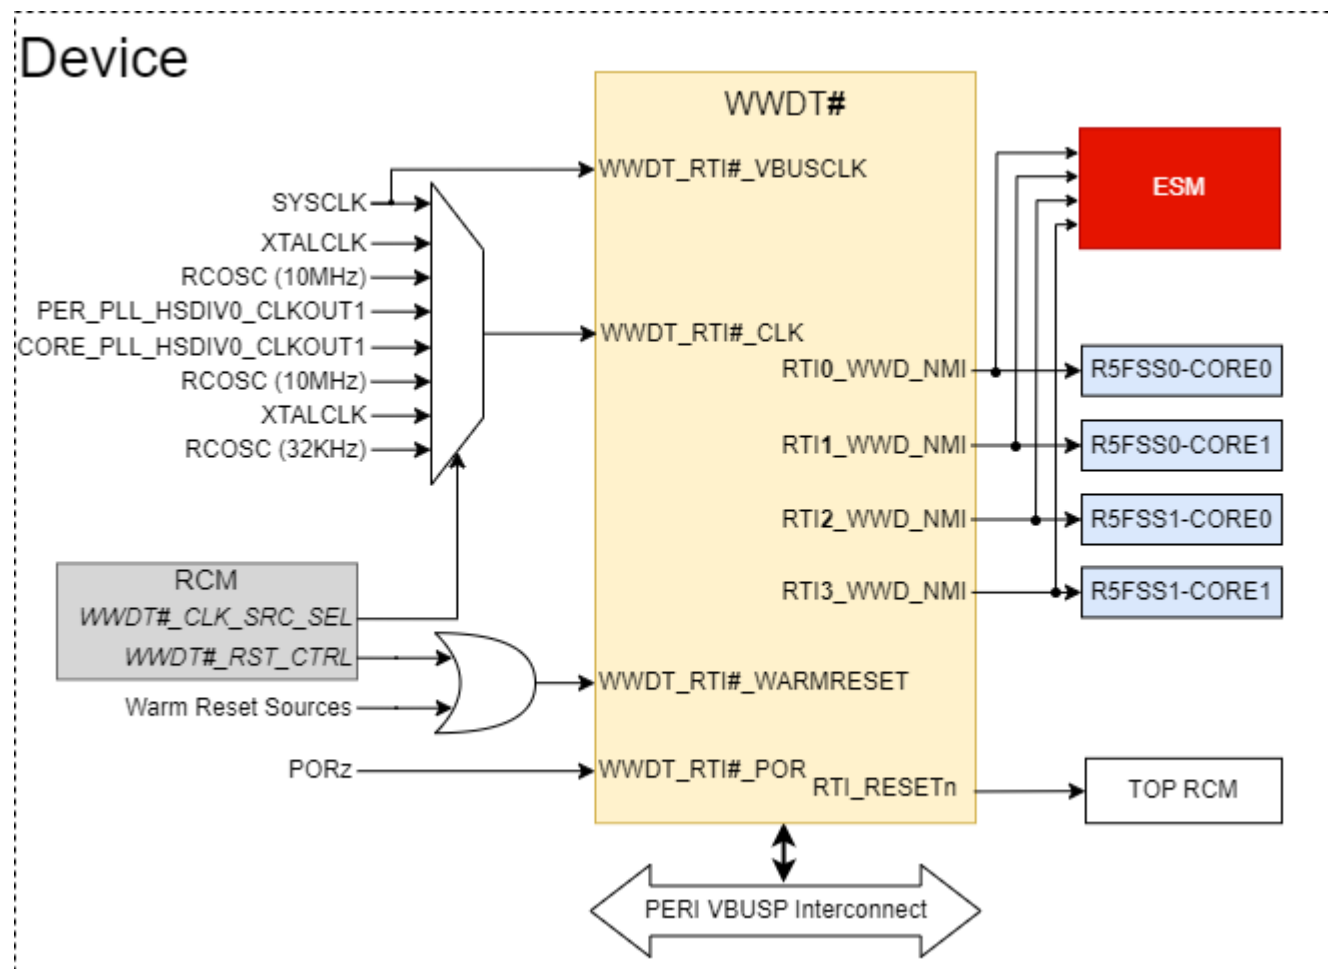 Device
WWDT#
WWDT_RTI#_VBUSCLK
ESM
SYSCLK
XTALCLK
RCOSC (10MHz)
PER_PLL_HSDIV0_CLKOUT1
CORE_PLL_HSDIV0_CLKOUT1
RCOSC (10MHz)
XTALCLK
RCOSC (32KHz)
WWDT_RTI#_CLK
RTI0_WWD_NMI
R5FSS0-CORE0
RTI1_WWD_NMI
R5FSS0-CORE1
RTI2_WWD_NMI
R5FSS1-CORE0
RTI3_WWD_NMI
R5FSS1-CORE1
RCM
WWDT#_CLK_SRC_SEL
WWDT#_RST_CTRL
Warm Reset Sources
WWDT_RTI#_WARMRESET
PORz
WWDT_RTI#_POR
RTI_RESETn
TOP RCM
PERI VBUSP Interconnect